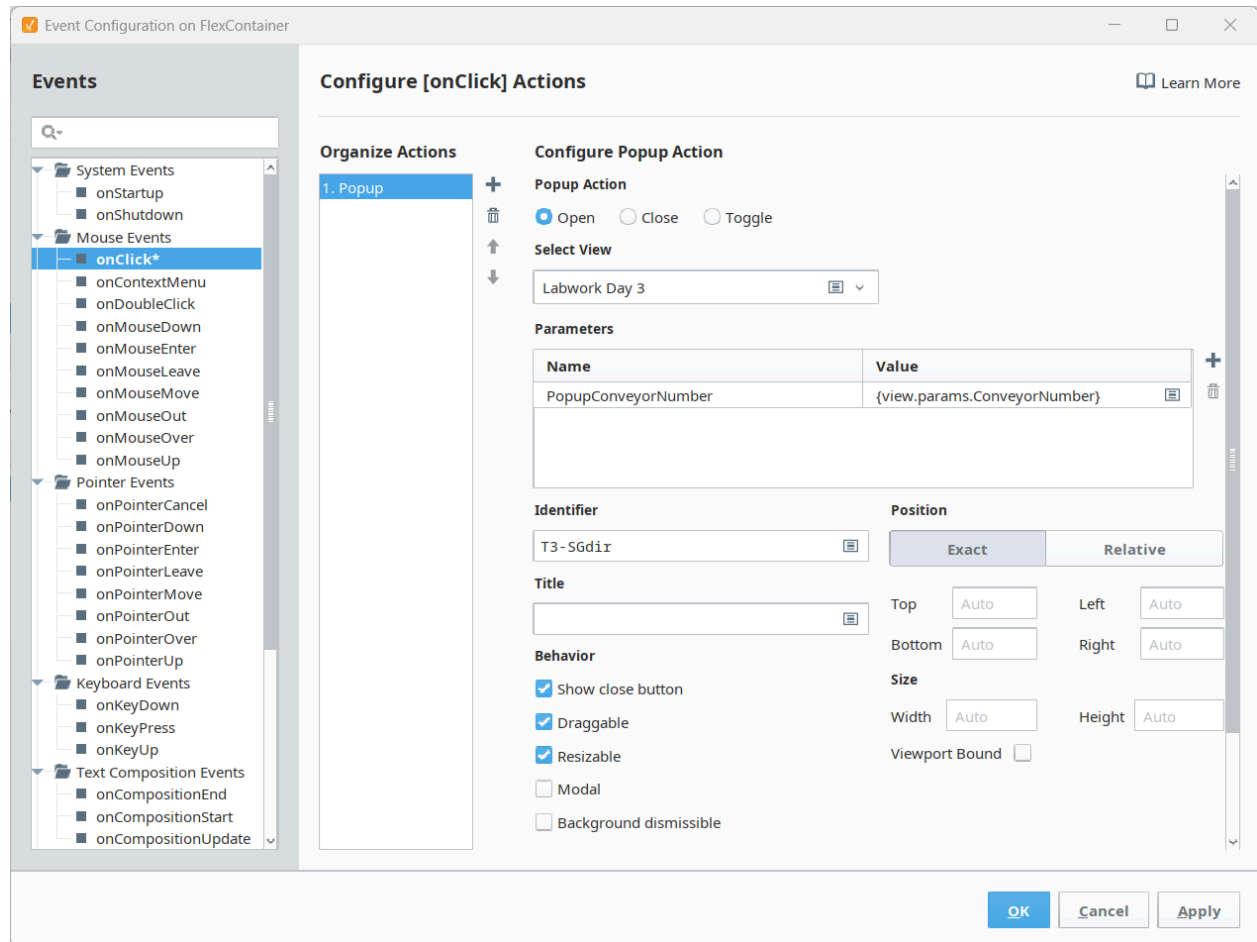 Event Configuration on FlexContainer
Events
System Events
onStartup
onShutdown
Mouse Events
onClick*
onContextMenu
onDoubleClick
onMouseDown
onMouseEnter
onMouseLeave
onMouseMove
onMouseOut
onMouseOver
onMouseUp
Pointer Events
onPointerCancel
onPointerDown
onPointerEnter
onPointerLeave
onPointerMove
onPointerOut
onPointerOver
onPointerUp
Keyboard Events
onKeyDown
onKeyPress
onKeyUp
Text Composition Events
onCompositionEnd
onCompositionStart
onCompositionUpdate
Configure [onClick] Actions
Learn More
Organize Actions
1. Popup
Configure Popup Action
Popup Action
Open Close Toggle
Select View
Labwork Day 3
Parameters
Name Value
PopupConveyorNumber {view.params.ConveyorNumber}
Identifier
T3-SGdir
Title
Behavior
Show close button
Draggable
Resizable
Modal
Background dismissible
Position
Exact Relative
Top Auto Left Auto
Bottom Auto Right Auto
Size
Width Auto Height Auto
Viewport Bound
OK Cancel Apply